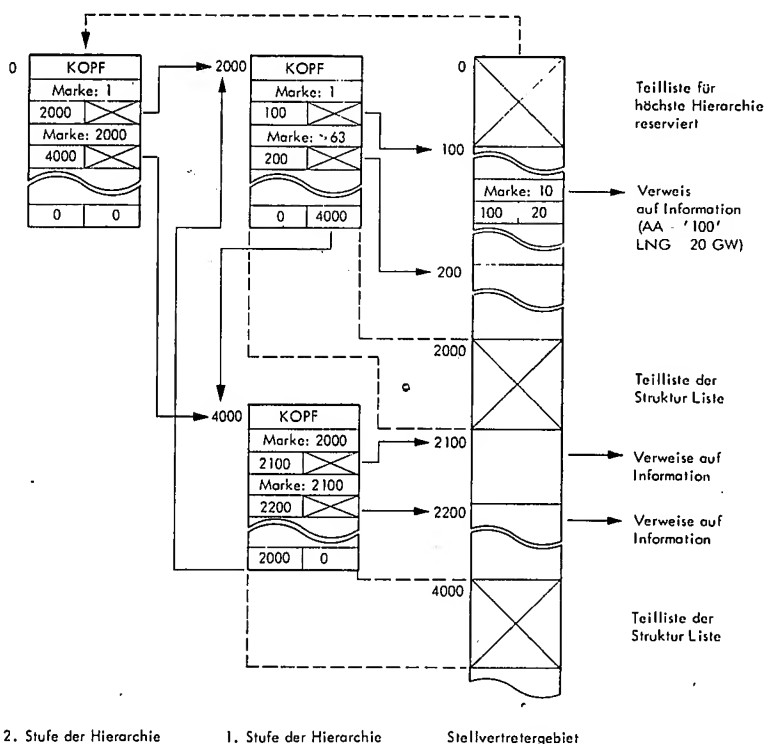 0
KOPF
Marke: 1
2000
Marke: 2000
4000
0 0
2000
KOPF
Marke: 1
100
Marke: >63
200
0 4000
4000
KOPF
Marke: 2000
2100
Marke: 2100
2200
2000 0
0
100
Marke: 10
100 20
200
2000
2100
2200
4000
Teilliste für
höchste Hierarchie
reserviert
Verweis
auf Information
(AA - '100'
LNG 20 GW)
Teilliste der
Struktur Liste
Verweise auf
Information
Verweise auf
Information
Teilliste der
Struktur Liste
2. Stufe der Hierarchie
1. Stufe der Hierarchie
Stellvertretergebiet